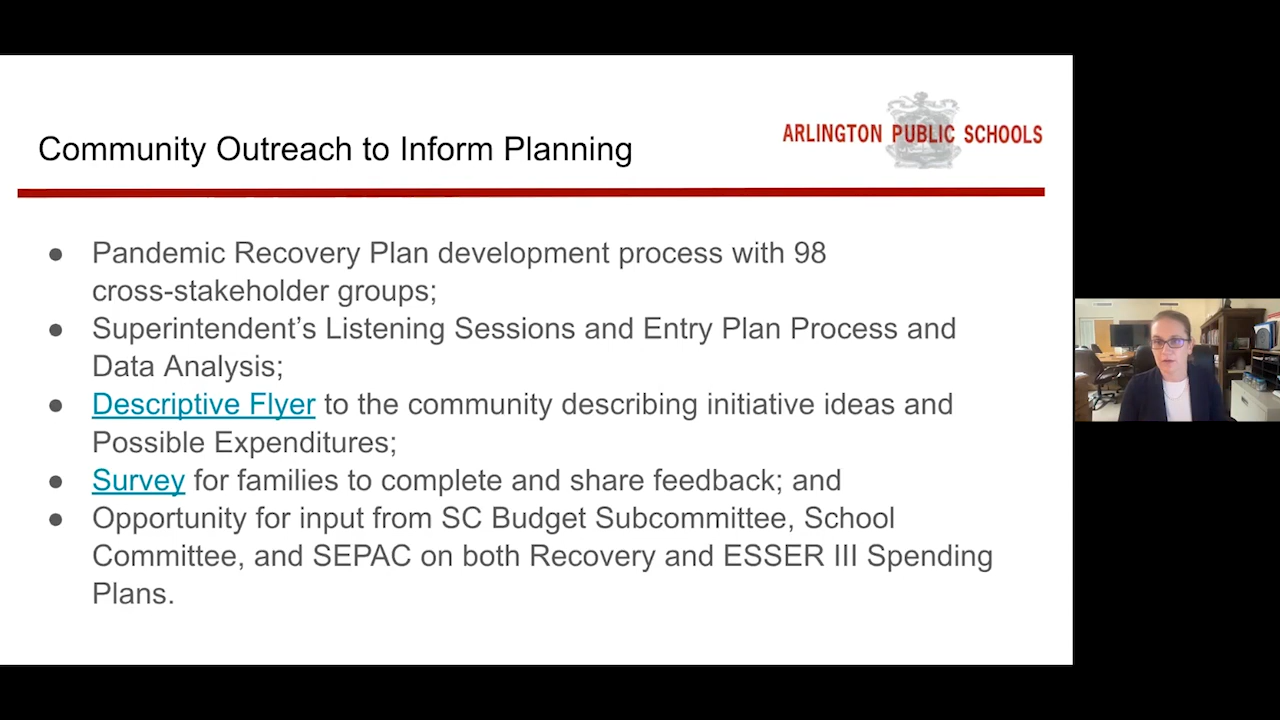 ARLINGTON PUBLIC SCHOOLS
Community Outreach to Inform Planning
● Pandemic Recovery Plan development process with 98
cross-stakeholder groups;
● Superintendent’s Listening Sessions and Entry Plan Process and
Data Analysis;
● Descriptive Flyer to the community describing initiative ideas and
Possible Expenditures;
● Survey for families to complete and share feedback; and
● Opportunity for input from SC Budget Subcommittee, School
Committee, and SEPAC on both Recovery and ESSER III Spending
Plans.